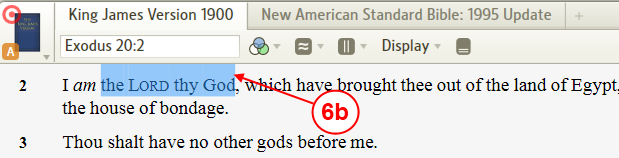 King James Version 1900 New American Standard Bible: 1995 Update +
A
Exodus 20:2 Display
2 I am the LORD thy God, which have brought thee out of the land of Egypt,
the house of bondage.
6b
3 Thou shalt have no other gods before me.